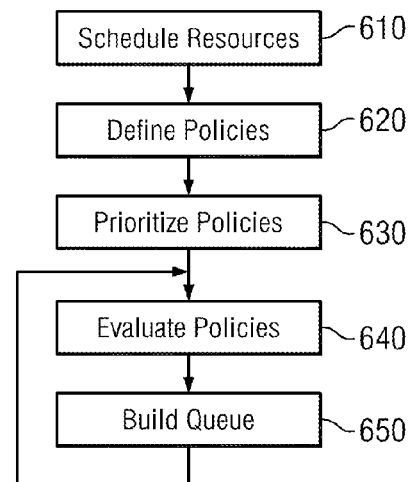 Schedule Resources 610
Define Policies 620
Prioritize Policies 630
Evaluate Policies 640
Build Queue 650